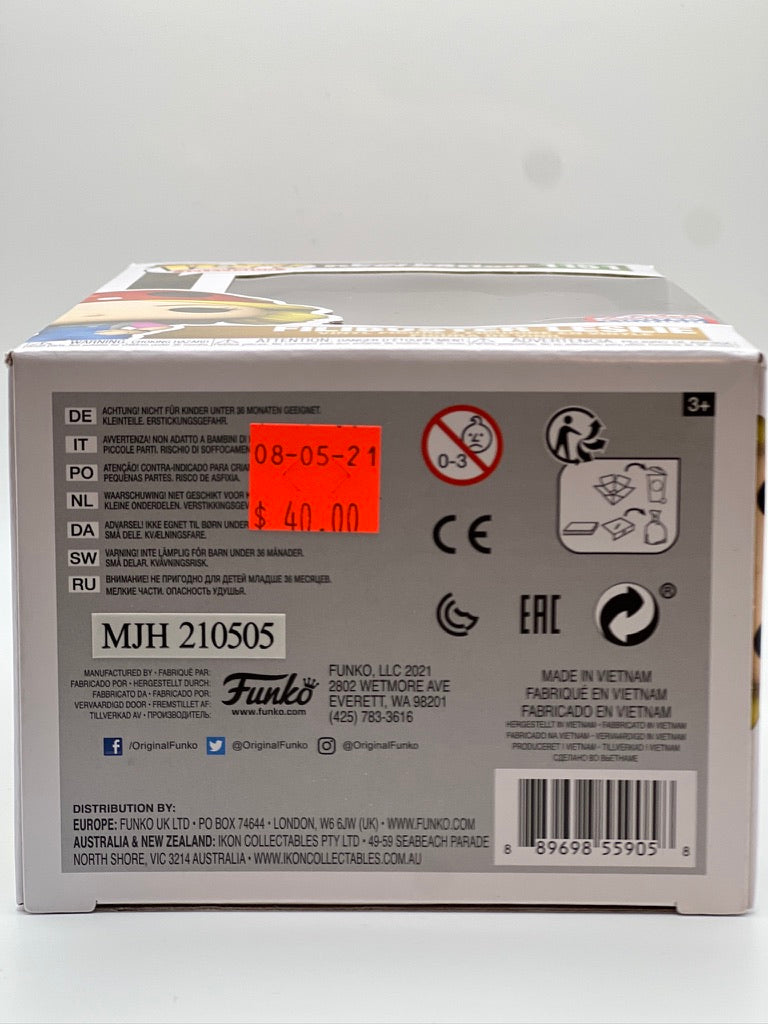 FILIBUSTER LESLIE
3+
DE ACHTUNG! NICHT FÜR KINDER UNTER 36 MONATEN GEEIGNET.
KLEINTEILE. ERSTICKUNGSGEFAHR.
IT AVVERTENZA! NON ADATTO A BAMBINI DI
PICCOLE PARTI. RISCHIO DI SOFFOCAMEN
PO ATENÇÃO! CONTRA-INDICADO PARA CRIA
PEQUENAS PARTES. RISCO DE ASFIXIA.
NL WAARSCHUWING! NIET GESCHIKT VOOR K
KLEINE ONDERDELEN. VERSTIKKINGSGEV
DA ADVARSEL! IKKE EGNET TIL BØRN UNDER
SMÅ DELE. KVÆLNINGSFARE.
SW VARNING! INTE LÄMPLIG FÖR BARN UNDER 36 MÅNADER.
SMÅ DELAR. KVÄVNINGSRISK.
RU ВНИМАНИЕ! НЕ ПРИГОДНО ДЛЯ ДЕТЕЙ МЛАДШЕ 36 МЕСЯЦЕВ.
МЕЛКИЕ ЧАСТИ. ОПАСНОСТЬ УДУШЬЯ.
08-05-21
$ 40.00
0-3
CE
EAC
®
MJH 210505
MANUFACTURED BY • FABRIQUÉ PAR:
FABRICADO POR • HERGESTELLT DURCH:
FABBRICATO DA • FABRICADO POR:
VERVAARDIGD DOOR • FREMSTILLET AF:
TILLVERKAD AV • ПРОИЗВОДИТЕЛЬ:
Funko
www.funko.com
FUNKO, LLC 2021
2802 WETMORE AVE
EVERETT, WA 98201
(425) 783-3616
MADE IN VIETNAM
FABRIQUÉ EN VIETNAM
FABRICADO EN VIETNAM
HERGESTELLT IN VIETNAM • FABBRICATO IN VIETNAM
FABRICADO NA VIETNAM • VERVAARDIGD IN VIETNAM
PRODUCERET I VIETNAM • TILLVERKAD I VIETNAM
СДЕЛАНО ВО ВЬЕТНАМЕ
/OriginalFunko @OriginalFunko @OriginalFunko
DISTRIBUTION BY:
EUROPE: FUNKO UK LTD • PO BOX 74644 • LONDON, W6 6JW (UK) • WWW.FUNKO.COM
AUSTRALIA & NEW ZEALAND: IKON COLLECTABLES PTY LTD • 49-59 SEABEACH PARADE
NORTH SHORE, VIC 3214 AUSTRALIA • WWW.IKONCOLLECTABLES.COM.AU
8 89698 55905 8